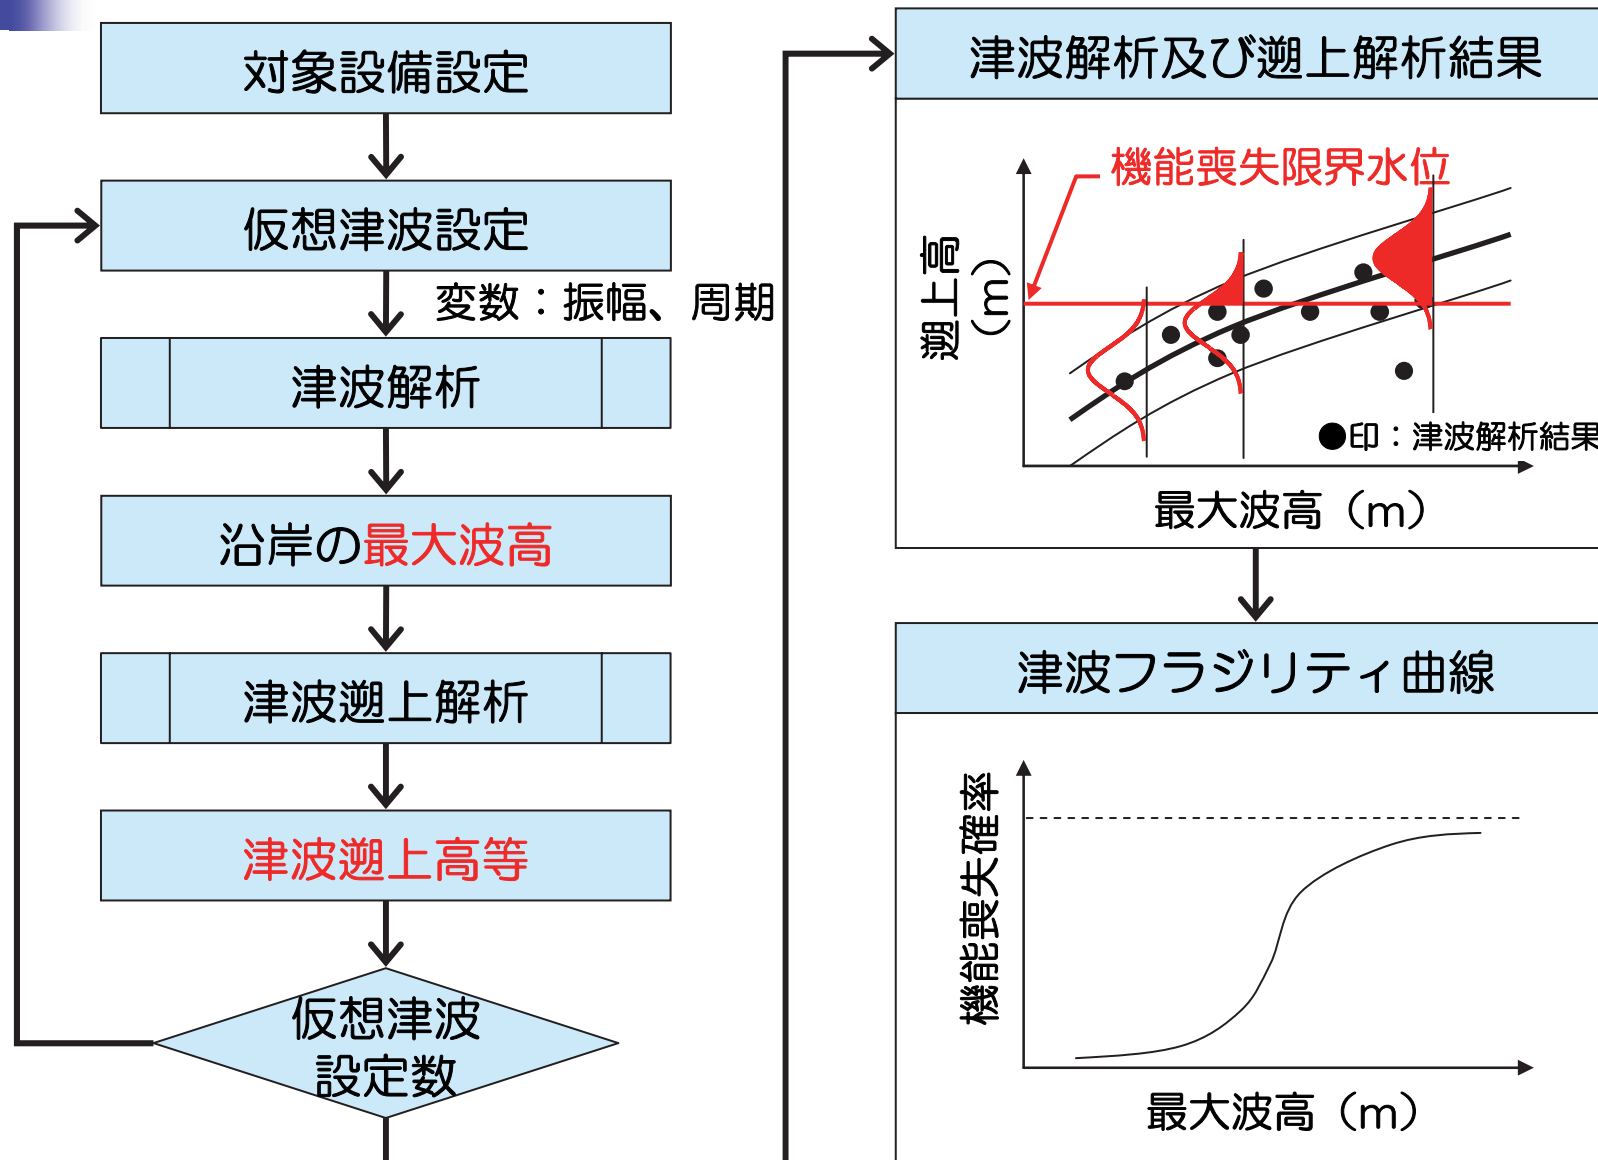 対象設備設定
仮想津波設定
変数：振幅、周期
津波解析
沿岸の最大波高
津波遡上解析
津波遡上高等
仮想津波
設定数
津波解析及び遡上解析結果
機能喪失限界水位
遡上高
（m）
●印：津波解析結果
最大波高（m）
津波フラジリティ曲線
機能喪失確率
最大波高（m）